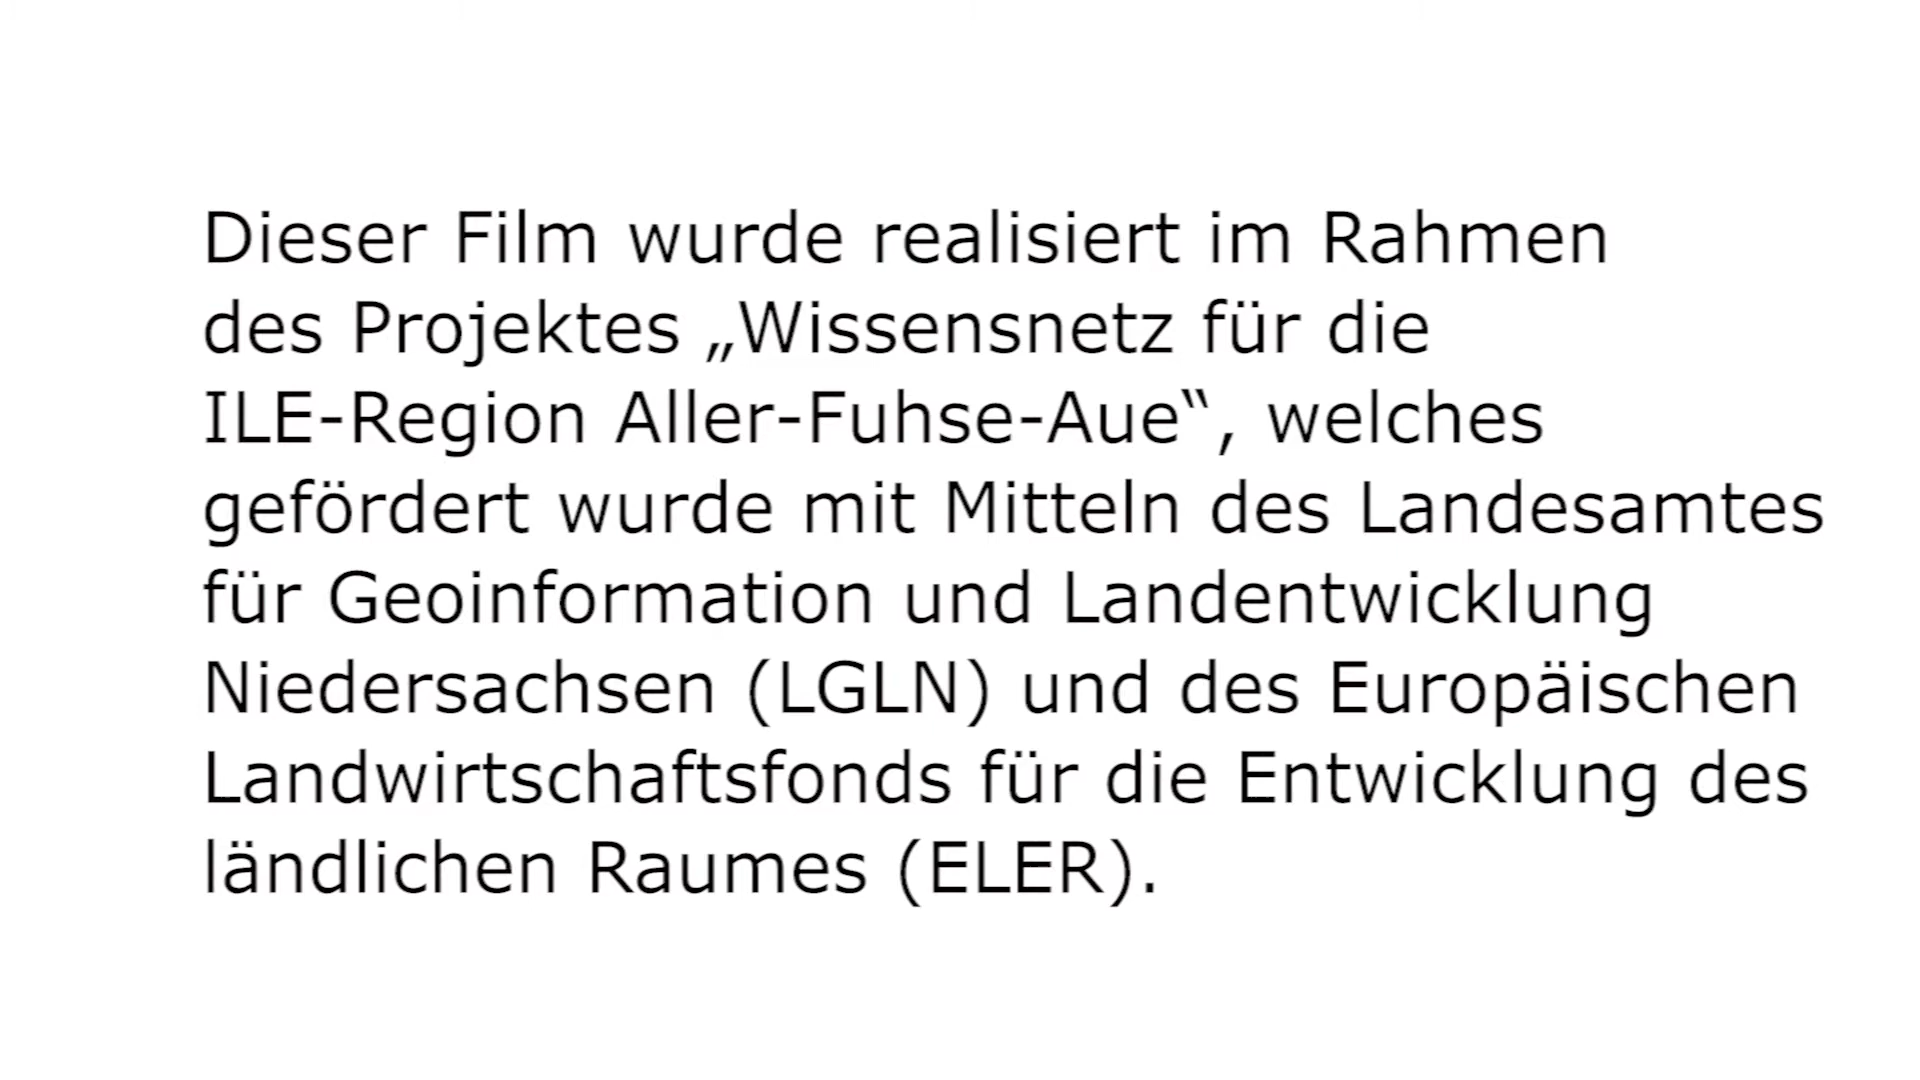 Dieser Film wurde realisiert im Rahmen
des Projektes „Wissensnetz für die
ILE-Region Aller-Fuhse-Aue“, welches
gefördert wurde mit Mitteln des Landesamtes
für Geoinformation und Landentwicklung
Niedersachsen (LGLN) und des Europäischen
Landwirtschaftsfonds für die Entwicklung des
ländlichen Raumes (ELER).